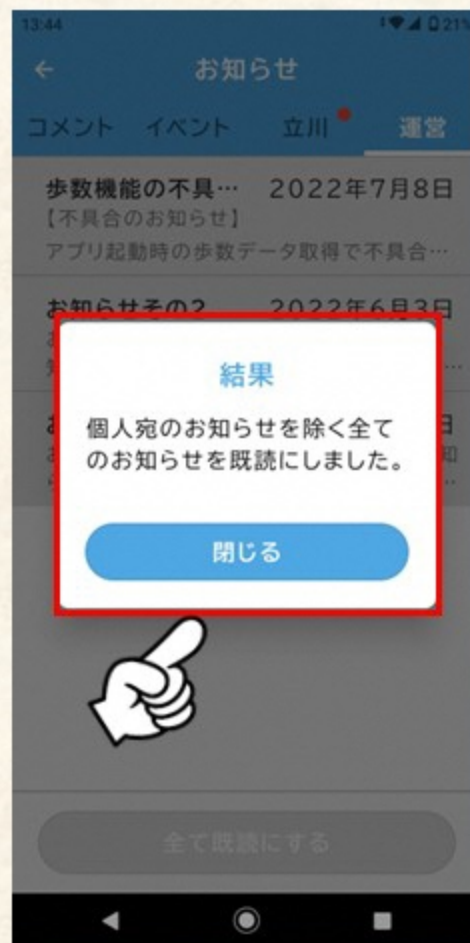 13:44 21%
お知らせ
コメント イベント 立川 運営
歩数機能の不具… 2022年7月8日
【不具合のお知らせ】
アプリ起動時の歩数データ取得で不具合…
お知らせその2 2022年6月3日
結果
個人宛のお知らせを除く全て
のお知らせを既読にしました。
閉じる
全て既読にする